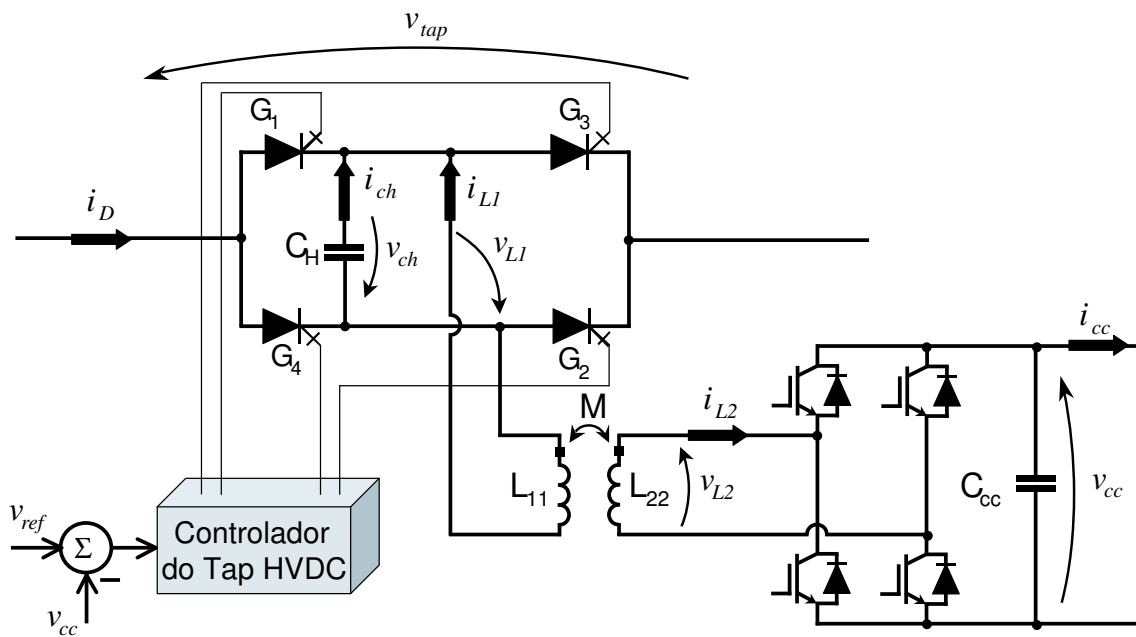 v_tap
G1
G3
i_D
i_ch
i_L1
C_H
v_ch
v_L1
G4
G2
i_cc
M
i_L2
L11
L22
v_L2
C_cc
v_cc
v_ref
Σ
Controlador
do Tap HVDC
v_cc